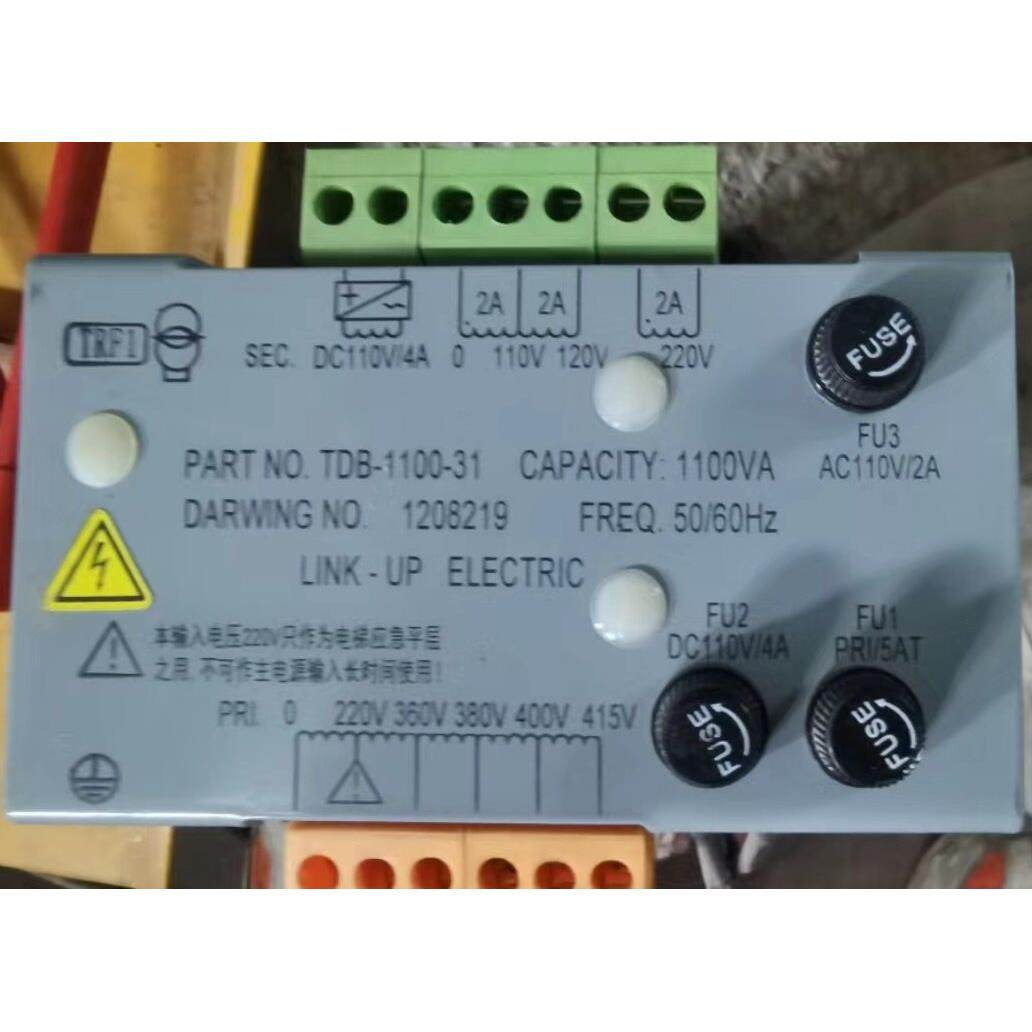 2A 2A 2A
TRF1
SEC. DC110V/4A 0 110V 120V 220V
FUSE
FU3
AC110V/2A
PART NO. TDB-1100-31 CAPACITY: 1100VA
DARWING NO. 1208219 FREQ. 50/60Hz
LINK-UP ELECTRIC
本输入电压220V只作为电梯应急平层
之用, 不可作主电源输入长时间使用!
FU2
DC110V/4A
FU1
PRI/5AT
PRI. 0 220V 360V 380V 400V 415V
FUSE
FUSE